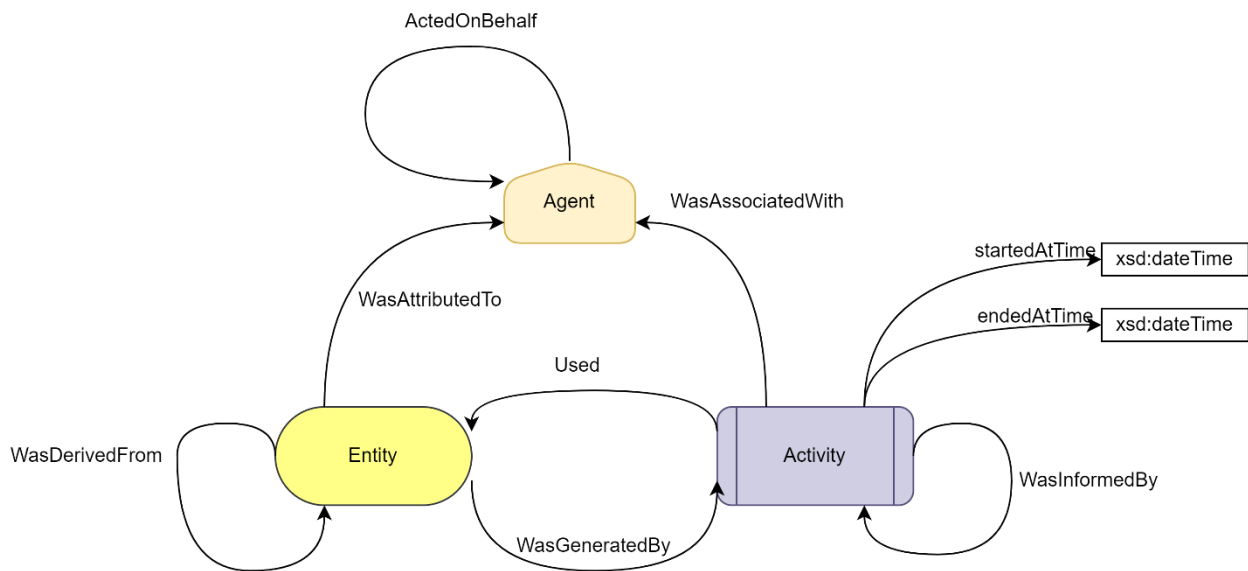 ActedOnBehalf
Agent
WasAssociatedWith
startedAtTime
xsd:dateTime
WasAttributedTo
endedAtTime
xsd:dateTime
Used
WasDerivedFrom
Entity
Activity
WasInformedBy
WasGeneratedBy